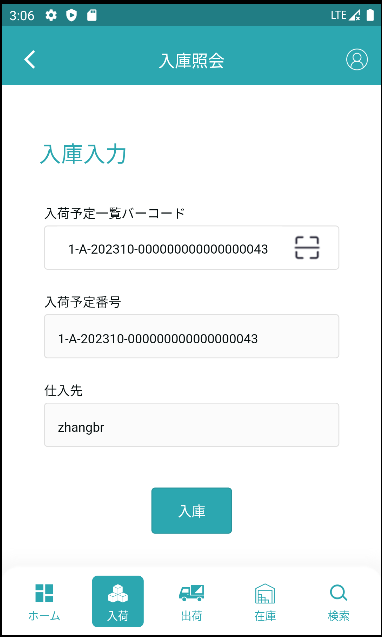 3:06 LTE
入庫照会
入庫入力
入荷予定一覧バーコード
1-A-202310-000000000000000043
入荷予定番号
1-A-202310-000000000000000043
仕入先
zhangbr
入庫
ホーム 入荷 出荷 在庫 検索